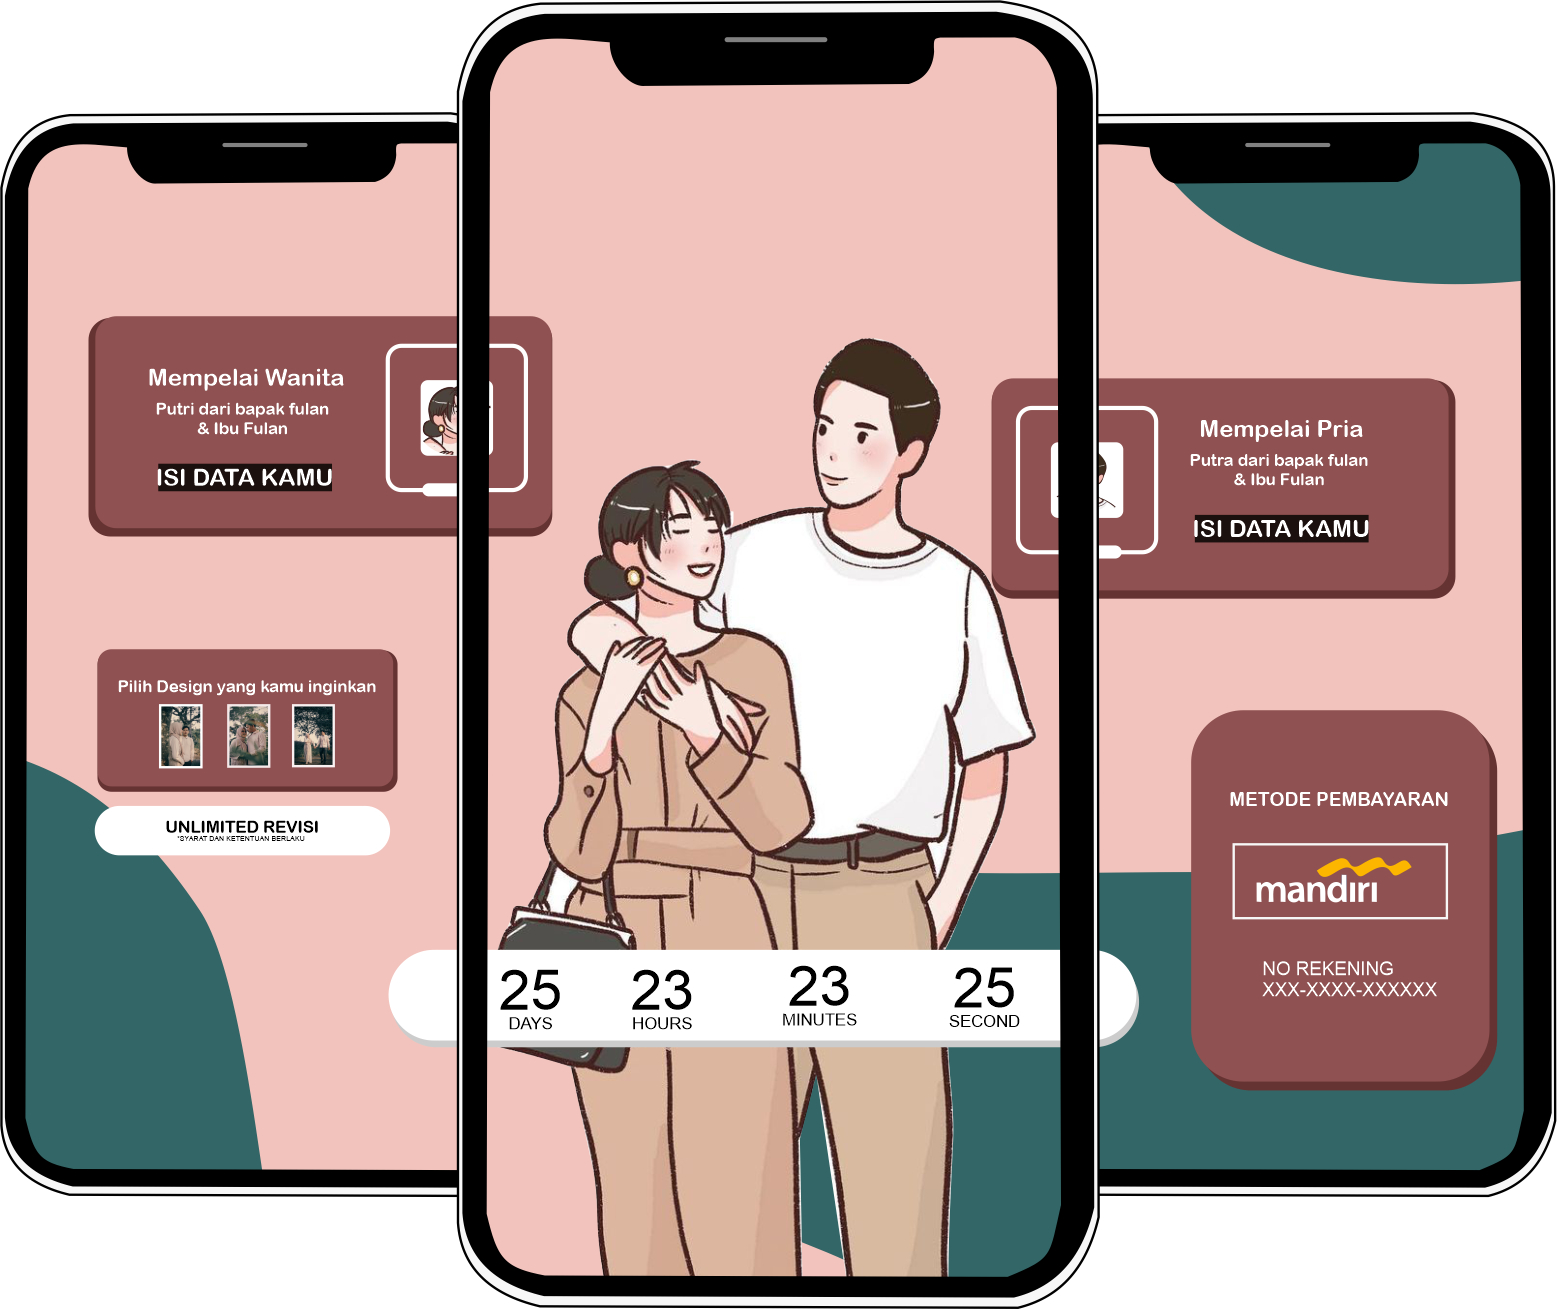 Mempelai Wanita
Putri dari bapak fulan
& Ibu Fulan
ISI DATA KAMU
Pilih Design yang kamu inginkan
UNLIMITED REVISI
*SYARAT DAN KETENTUAN BERLAKU
25
DAYS
23
HOURS
23
MINUTES
25
SECOND
Mempelai Pria
Putra dari bapak fulan
& Ibu Fulan
ISI DATA KAMU
METODE PEMBAYARAN
mandırı
NO REKENING
XXX-XXXX-XXXXXX